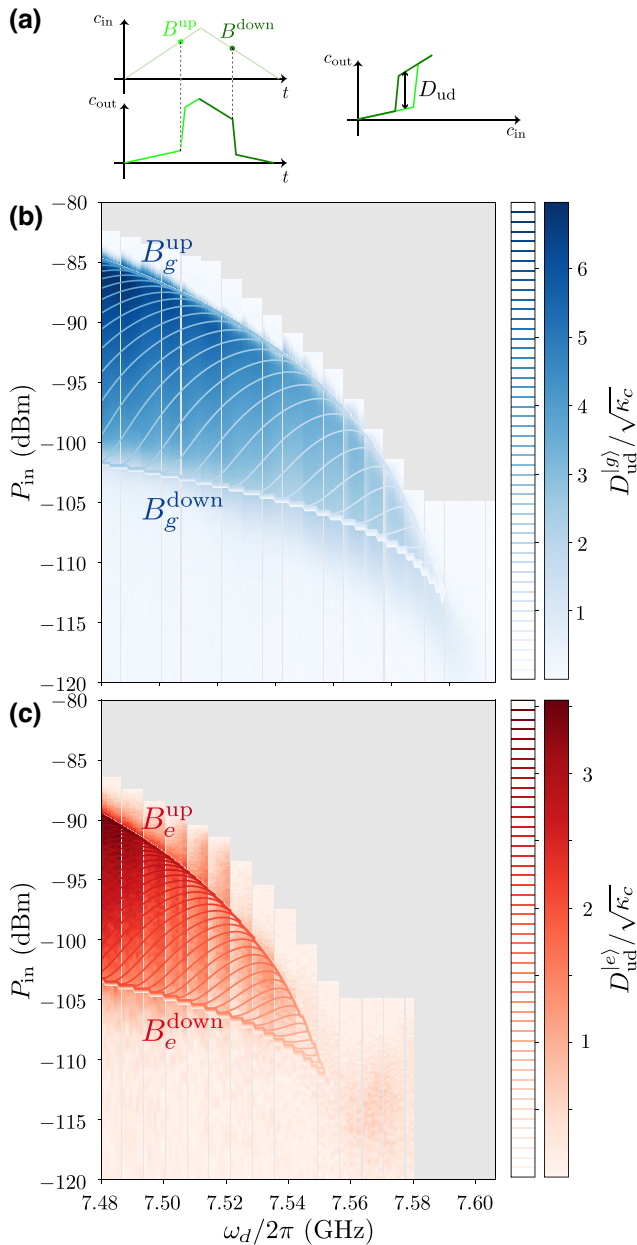 (a)
c_in
B^up
B^down
t
c_out
t
c_out
D_ud
c_in
(b)
−80
−85
−90
−95
−100
−105
−110
−115
−120
P_in (dBm)
B_g^up
B_g^down
6
5
4
3
2
1
D_ud^|g⟩/√κ_c
(c)
−80
−85
−90
−95
−100
−105
−110
−115
−120
P_in (dBm)
B_e^up
B_e^down
3
2
1
D_ud^|e⟩/√κ_c
7.48 7.50 7.52 7.54 7.56 7.58 7.60
ω_d/2π (GHz)